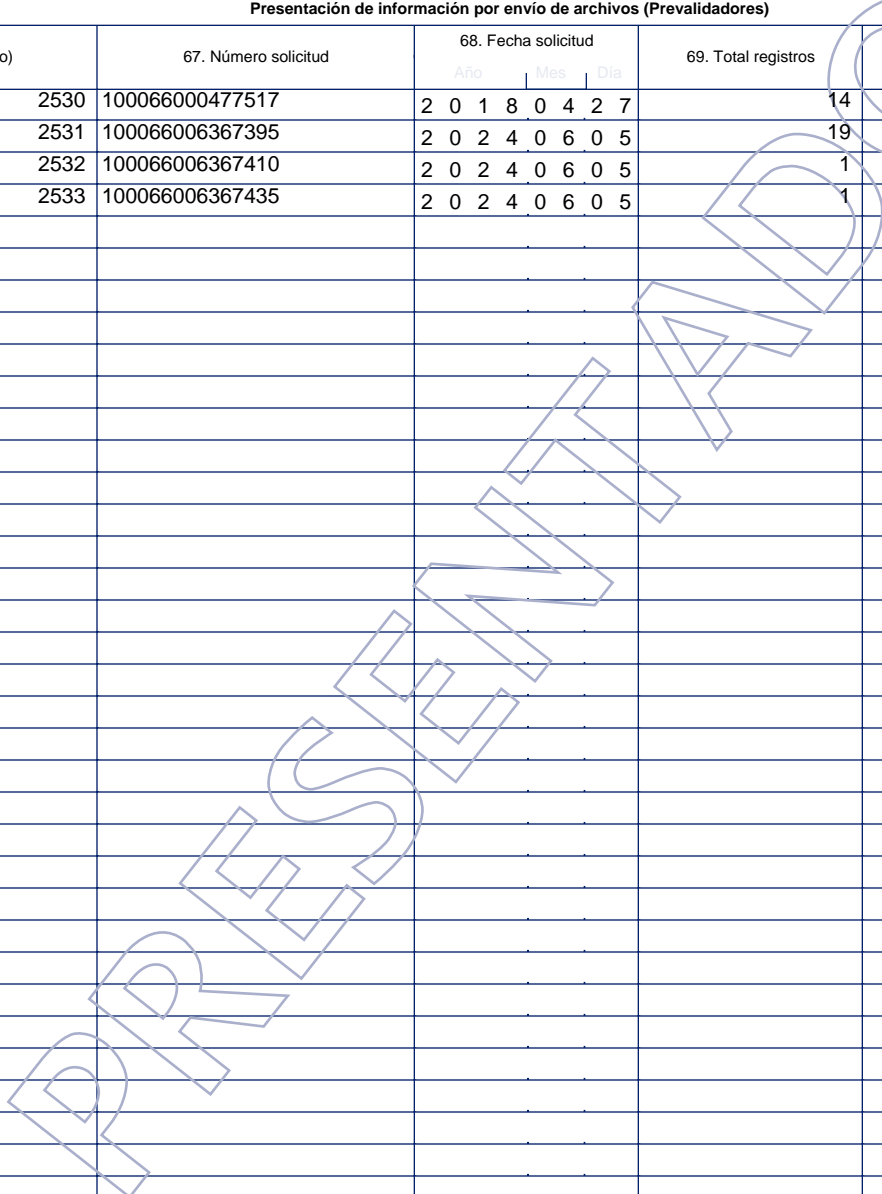 Presentación de información por envío de archivos (Prevalidadores)
o) 67. Número solicitud 68. Fecha solicitud 69. Total registros
Año Mes Día
2530 100066000477517 2 0 1 8 0 4 2 7 14
2531 100066006367395 2 0 2 4 0 6 0 5 19
2532 100066006367410 2 0 2 4 0 6 0 5 1
2533 100066006367435 2 0 2 4 0 6 0 5 1
PRESENTADO